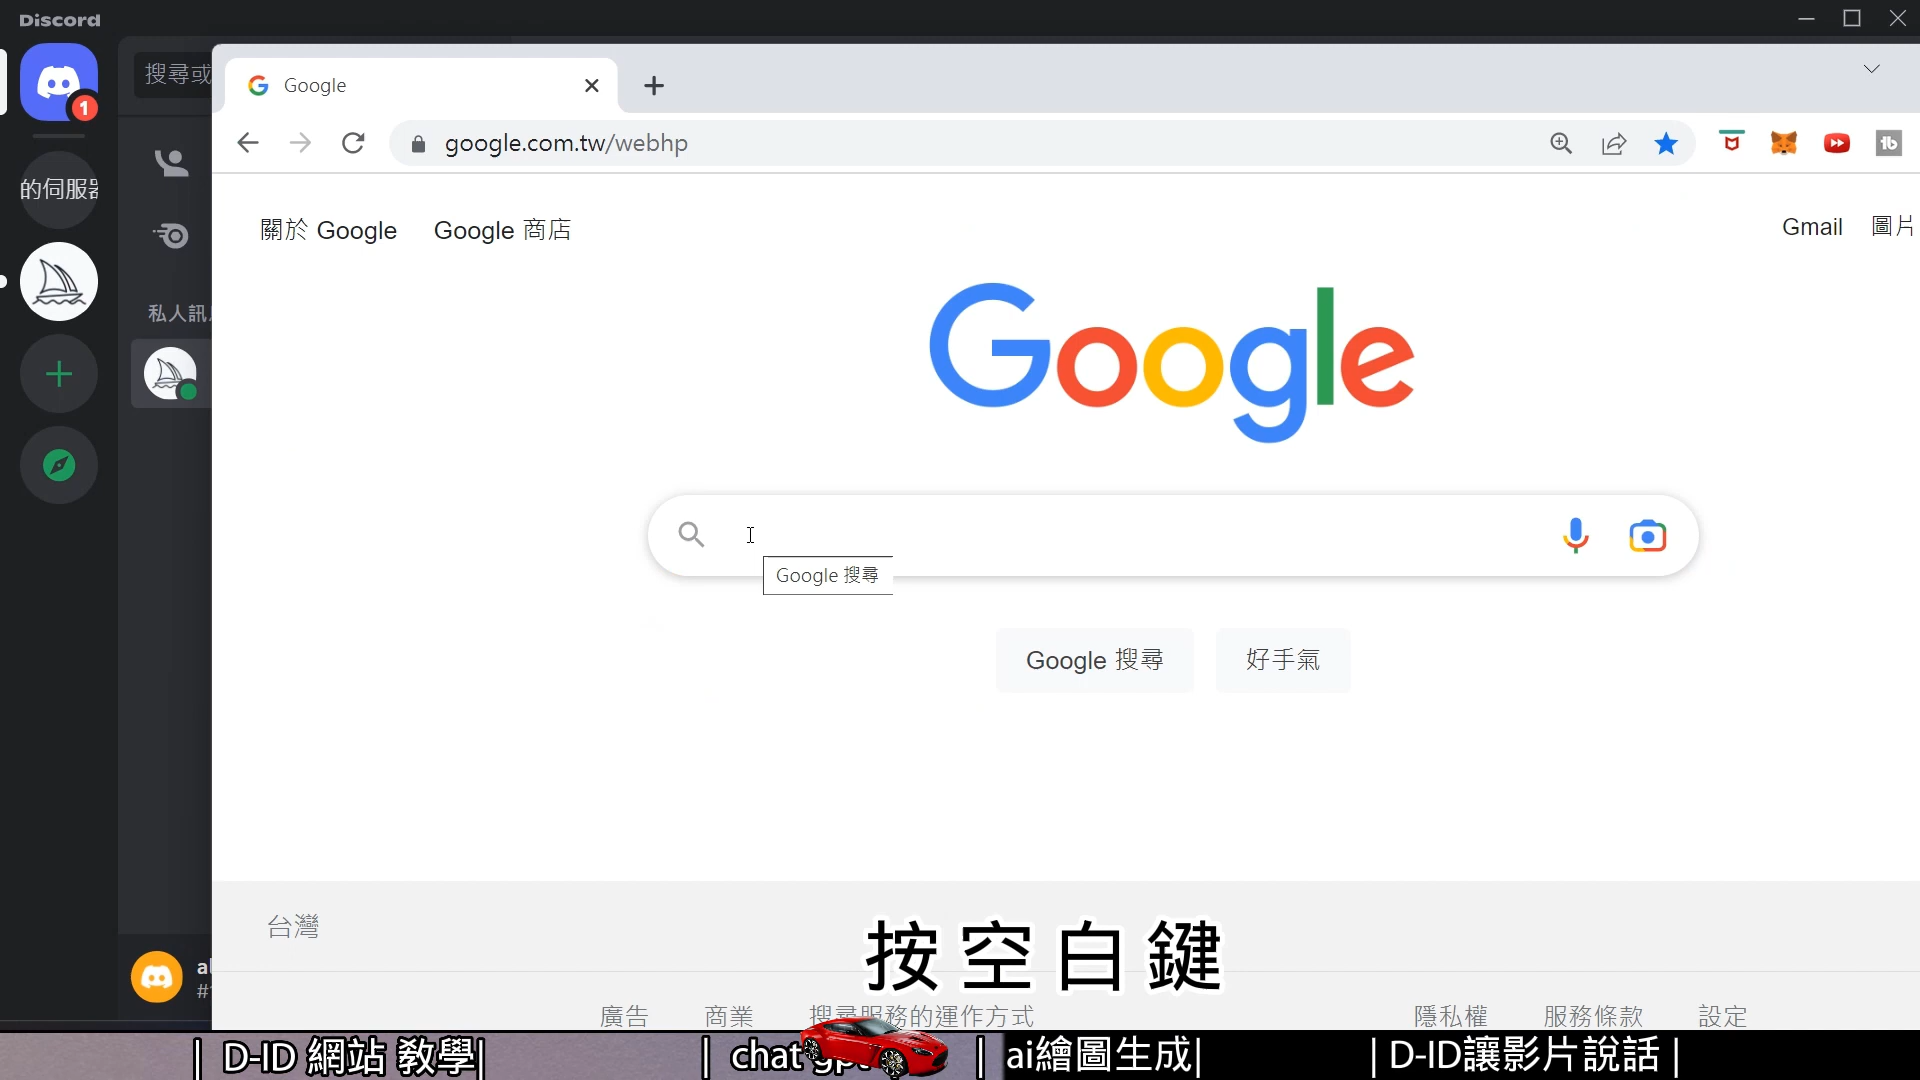 Discord
搜尋或
Google
google.com.tw/webhp
1
的伺服器
關於 Google
Google 商店
Gmail
圖片
私人訊
Google
Google 搜尋
Google 搜尋
好手氣
台灣
按空白鍵
al
#
廣告
商業
搜尋服務的運作方式
隱私權
服務條款
設定
| D-ID 網站 教學|
| chat gpt
| ai繪圖生成|
| D-ID讓影片說話 |